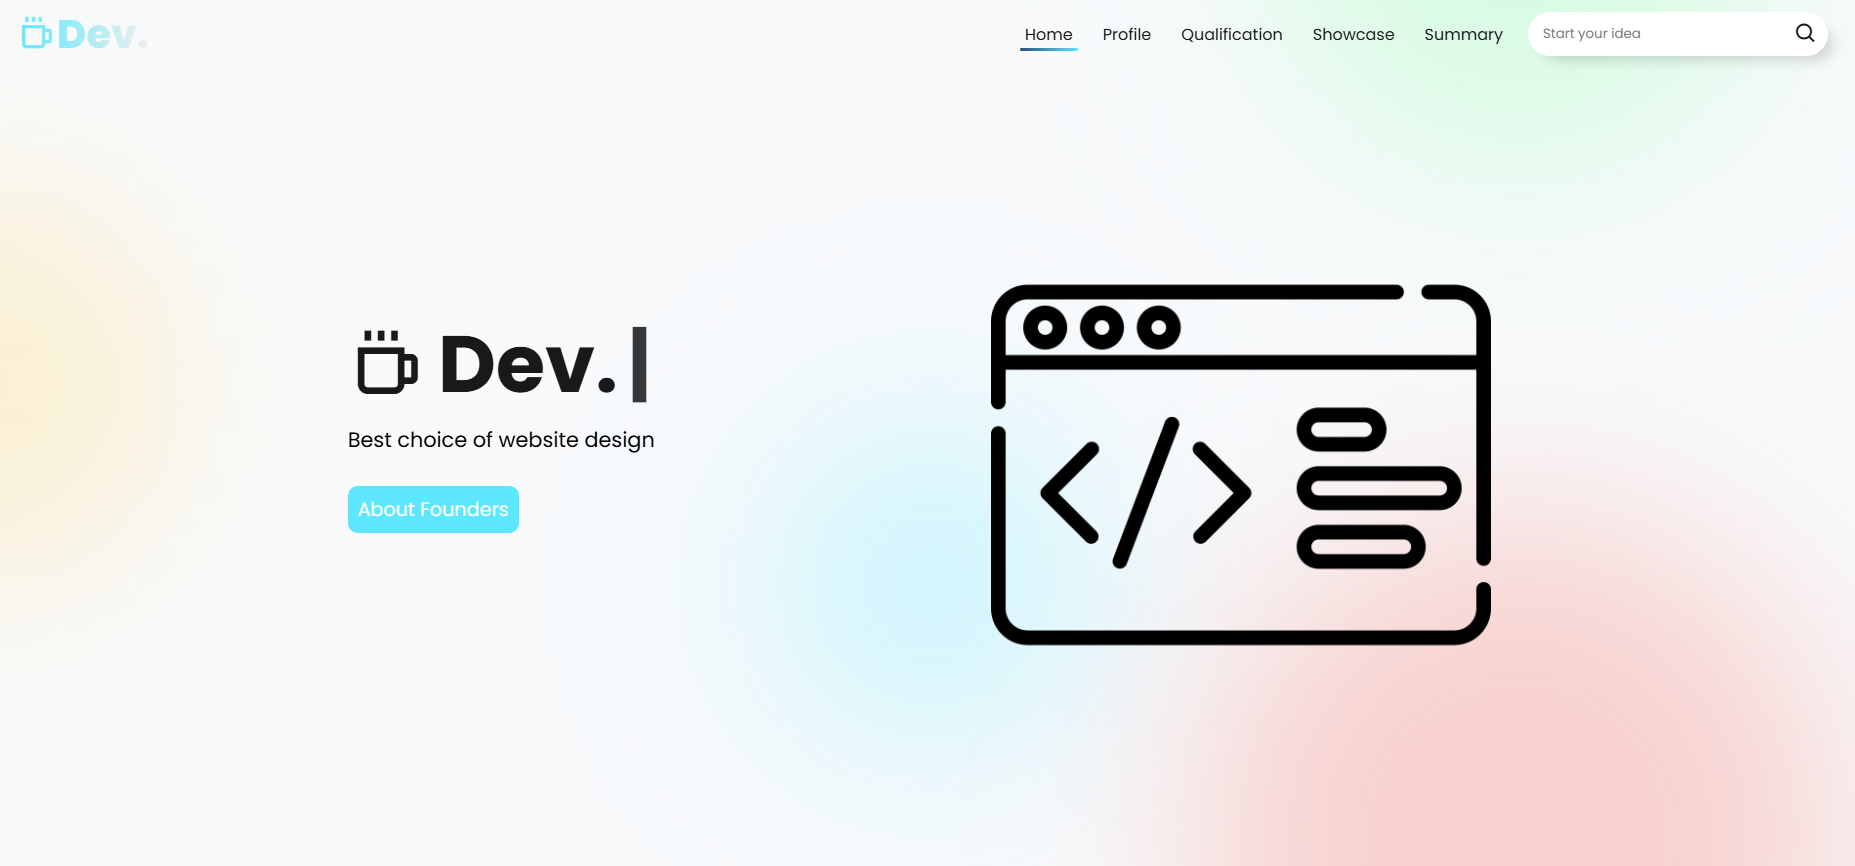 Dev.
Home Profile Qualification Showcase Summary Start your idea
Dev.|
Best choice of website design
About Founders